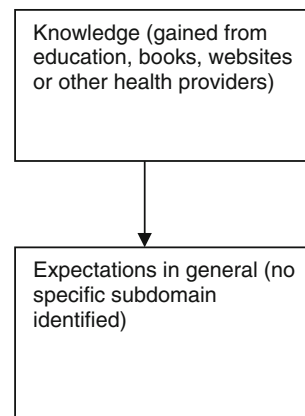 Knowledge (gained from
education, books, websites
or other health providers)
Expectations in general (no
specific subdomain
identified)